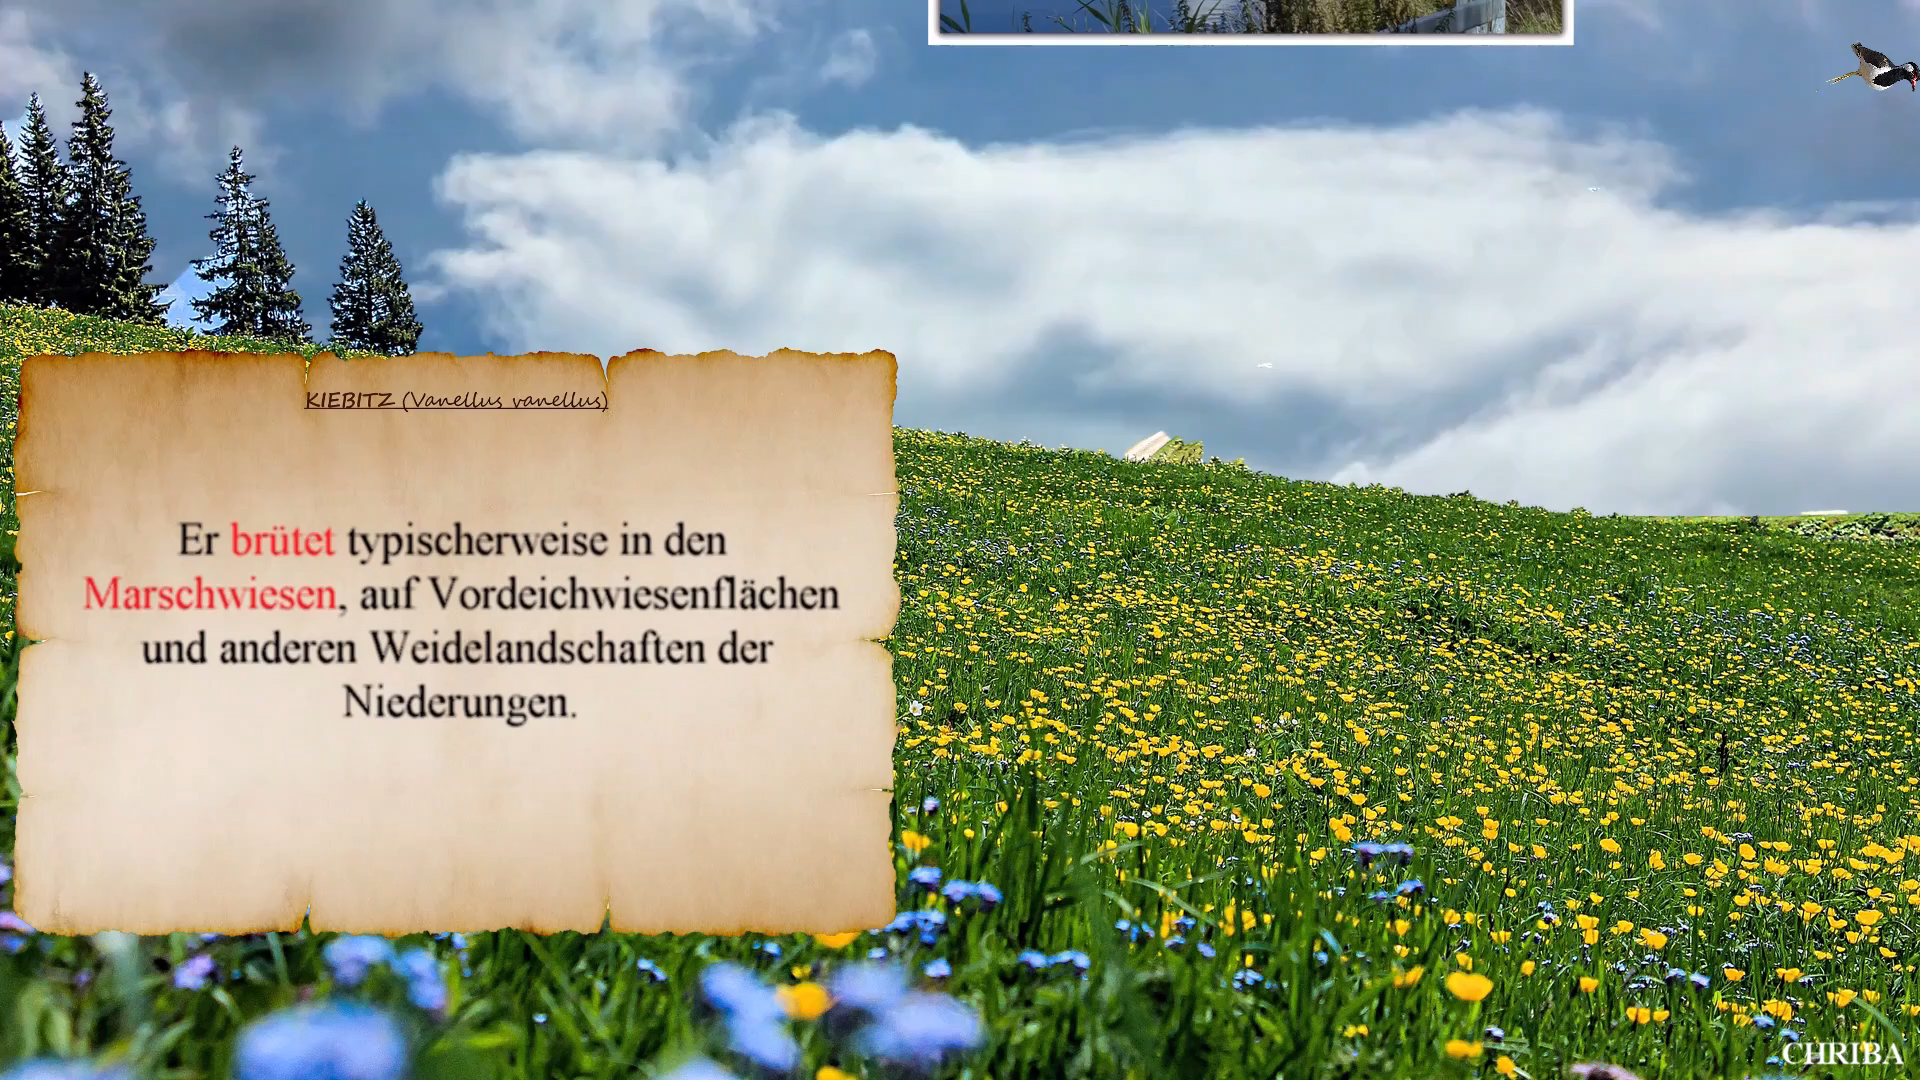 KIEBITZ (Vanellus vanellus)
Er brütet typischerweise in den
Marschwiesen, auf Vordeichwiesenflächen
und anderen Weidelandschaften der
Niederungen.
CHRIBA